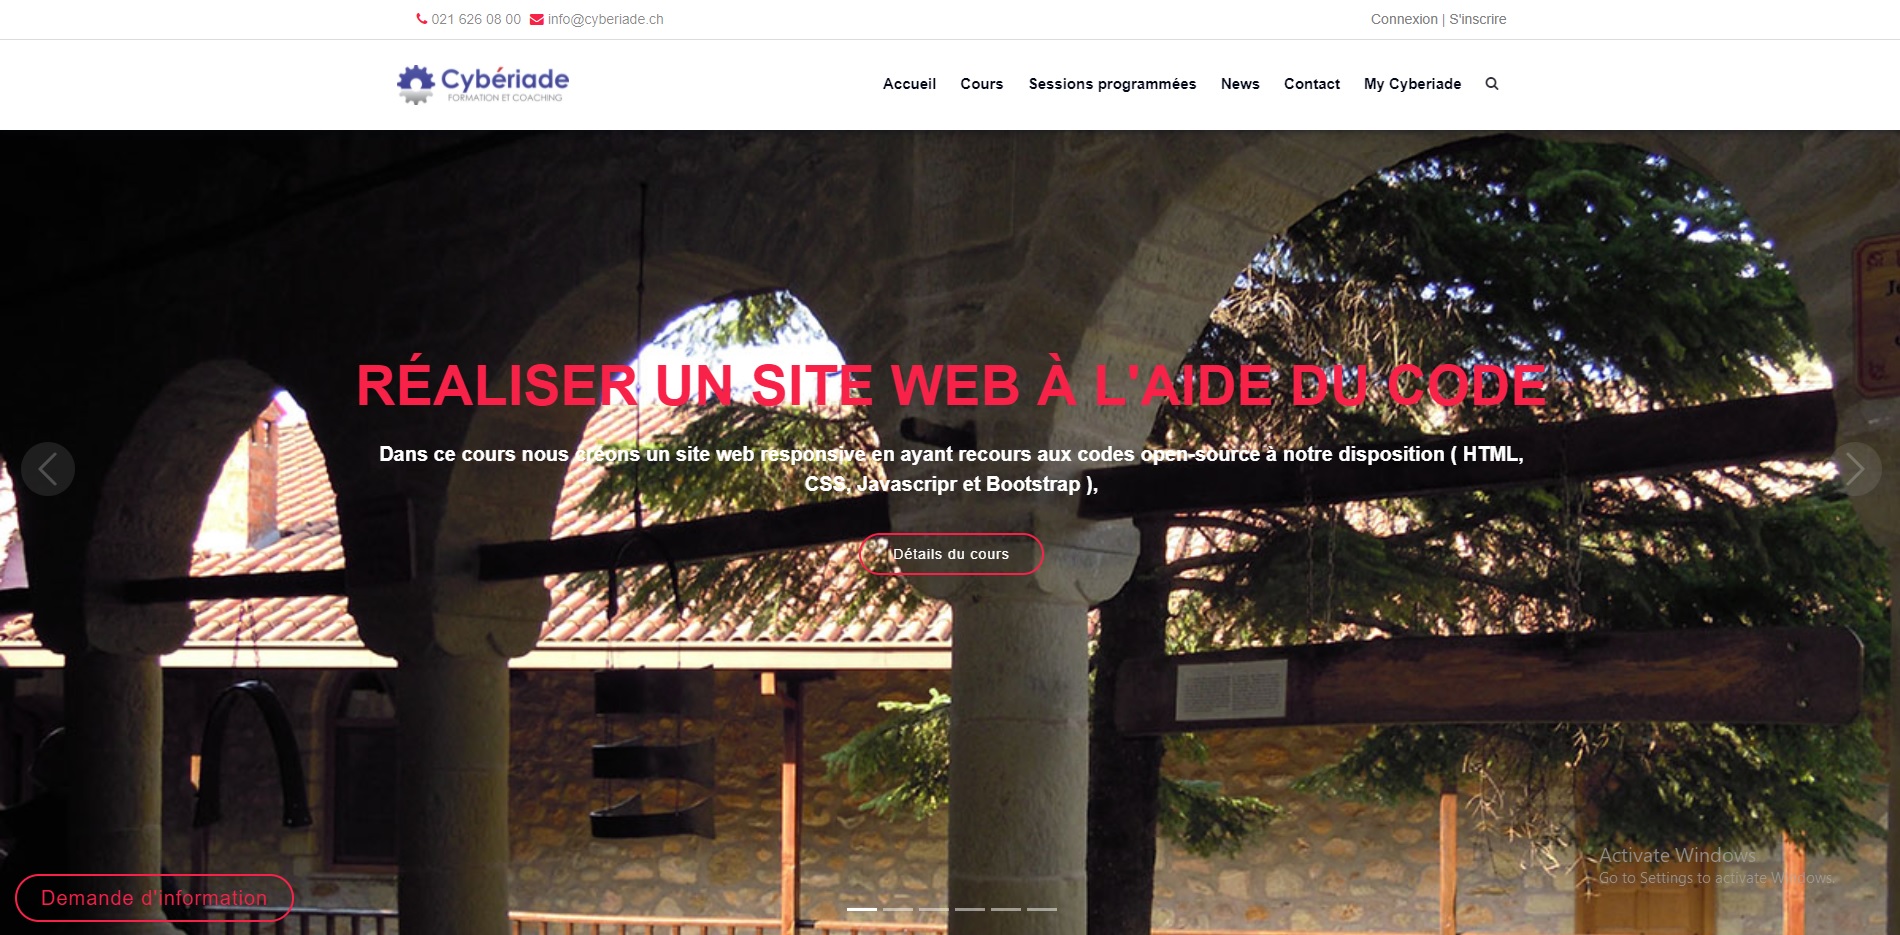 021 626 08 00 info@cyberiade.ch
Connexion | S'inscrire
Cybériade
FORMATION ET COACHING
Accueil Cours Sessions programmées News Contact My Cyberiade
RÉALISER UN SITE WEB À L'AIDE DU CODE
Dans ce cours nous créons un site web responsive en ayant recours aux codes open-source à notre disposition ( HTML,
CSS, Javascripr et Bootstrap ),
Détails du cours
Demande d'information
Activate Windows
Go to Settings to activate Windows.